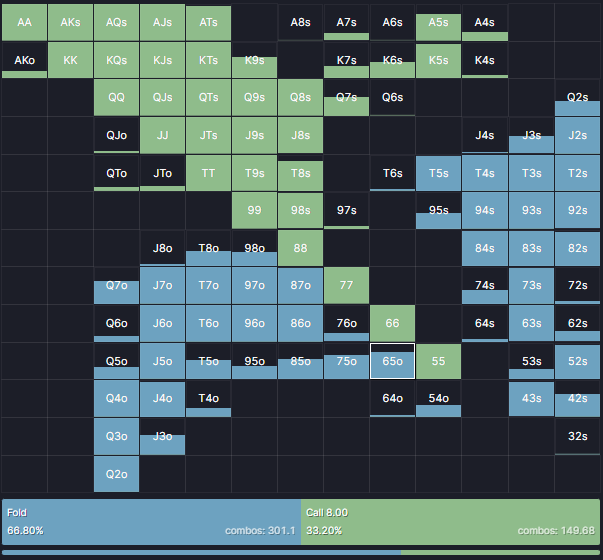 AA AKs AQs AJs ATs A8s A7s A6s A5s A4s
AKo KK KQs KJs KTs K9s K7s K6s K5s K4s
QQ QJs QTs Q9s Q8s Q7s Q6s Q2s
QJo JJ JTs J9s J8s J4s J3s J2s
QTo JTo TT T9s T8s T6s T5s T4s T3s T2s
99 98s 97s 95s 94s 93s 92s
J8o T8o 98o 88 84s 83s 82s
Q7o J7o T7o 97o 87o 77 74s 73s 72s
Q6o J6o T6o 96o 86o 76o 66 64s 63s 62s
Q5o J5o T5o 95o 85o 75o 65o 55 53s 52s
Q4o J4o T4o 64o 54o 43s 42s
Q3o J3o 32s
Q2o
Fold Call 8.00
66.80% combos: 301.1 33.20% combos: 149.68